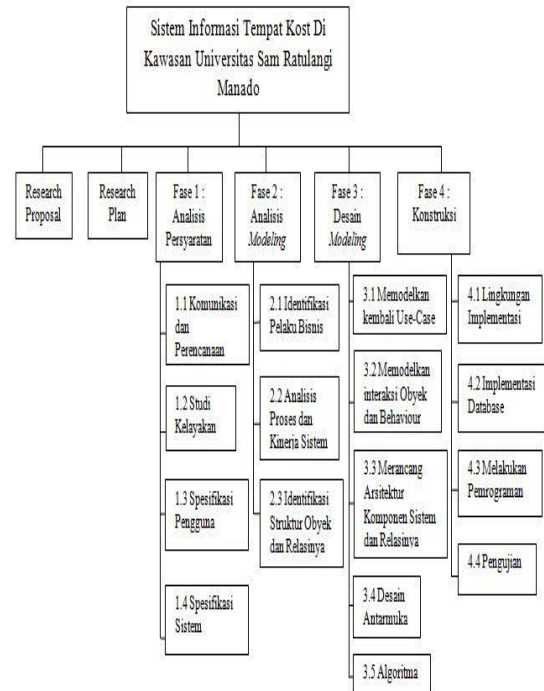 Sistem Informasi Tempat Kost Di
Kawasan Universitas Sam Ratulangi
Manado
Research
Proposal
Research
Plan
Fase 1 :
Analisis
Persyaratan
Fase 2 :
Analisis
Modeling
Fase 3 :
Desain
Modeling
Fase 4 :
Konstruksi
1.1 Komunikasi
dan
Perencanaan
1.2 Studi
Kelayakan
1.3 Spesifikasi
Pengguna
1.4 Spesifikasi
Sistem
2.1 Identifikasi
Pelaku Bisnis
2.2 Analisis
Proses dan
Kinerja Sistem
2.3 Identifikasi
Struktur Obyek
dan Relasinya
3.1 Memodelkan
kembali Use-Case
3.2 Memodelkan
interaksi Obyek
dan Behaviour
3.3 Merancang
Arsitektur
Komponen Sistem
dan Relasinya
3.4 Desain
Antarmuka
3.5 Algoritma
4.1 Lingkungan
Implementasi
4.2 Implementasi
Database
4.3 Melakukan
Pemrograman
4.4 Pengujian